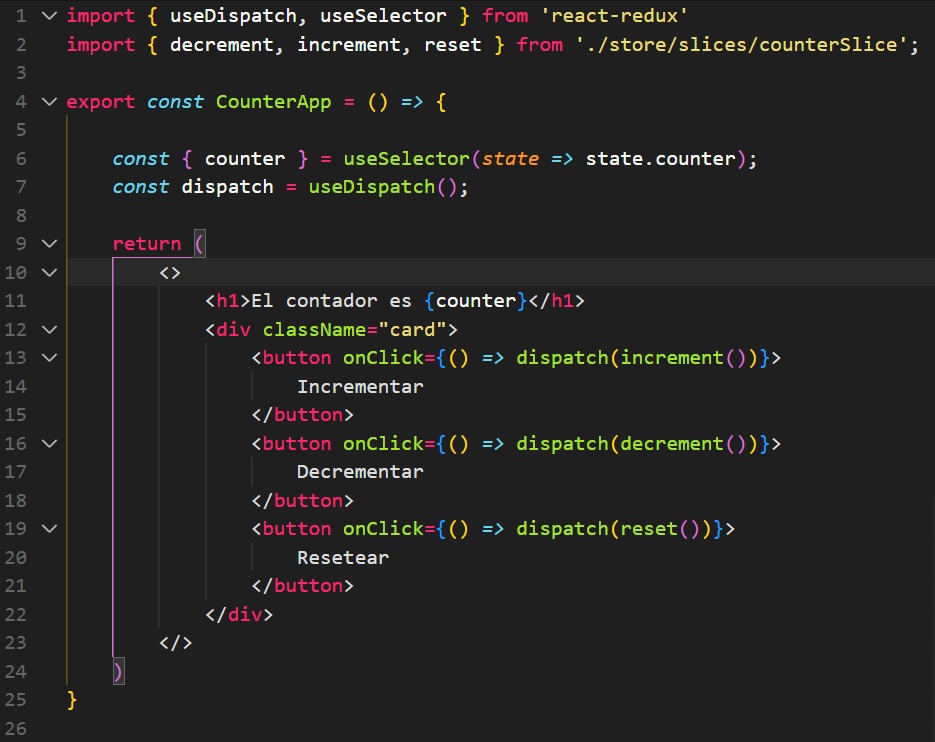 1 import { useDispatch, useSelector } from 'react-redux'
2 import { decrement, increment, reset } from './store/slices/counterSlice';
3
4 export const CounterApp = () => {
5
6     const { counter } = useSelector(state => state.counter);
7     const dispatch = useDispatch();
8
9     return (
10         <>
11             <h1>El contador es {counter}</h1>
12             <div className="card">
13                 <button onClick={() => dispatch(increment())}>
14                     Incrementar
15                 </button>
16                 <button onClick={() => dispatch(decrement())}>
17                     Decrementar
18                 </button>
19                 <button onClick={() => dispatch(reset())}>
20                     Resetear
21                 </button>
22             </div>
23         </>
24     )
25 }
26